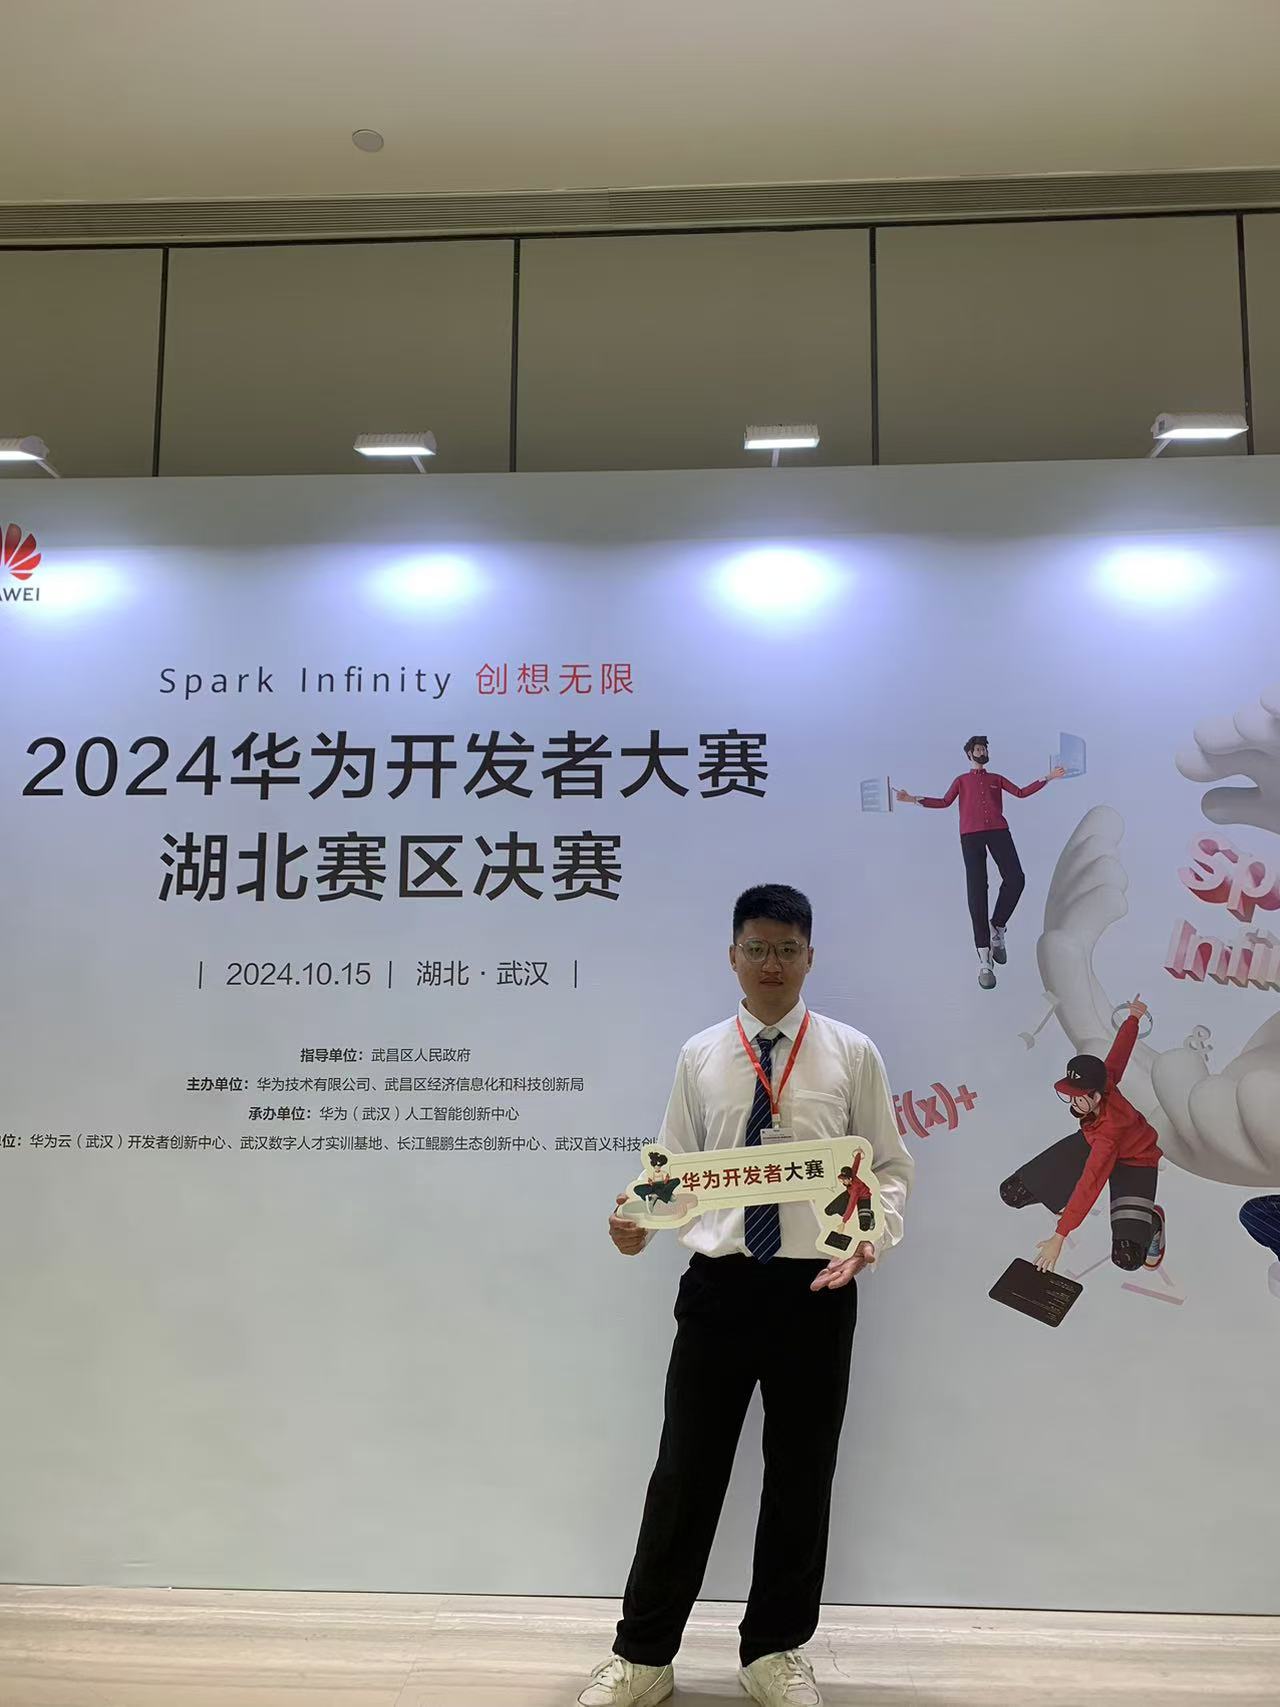 AWEI
Spark Infinity 创想无限
2024华为开发者大赛
湖北赛区决赛
| 2024.10.15 | 湖北·武汉 |
指导单位：武昌区人民政府
主办单位：华为技术有限公司、武昌区经济信息化和科技创新局
承办单位：华为（武汉）人工智能创新中心
位：华为云（武汉）开发者创新中心、武汉数字人才实训基地、长江鲲鹏生态创新中心、武汉首义科技创
Sp
Infi
&
f(x)+
</>
华为开发者大赛